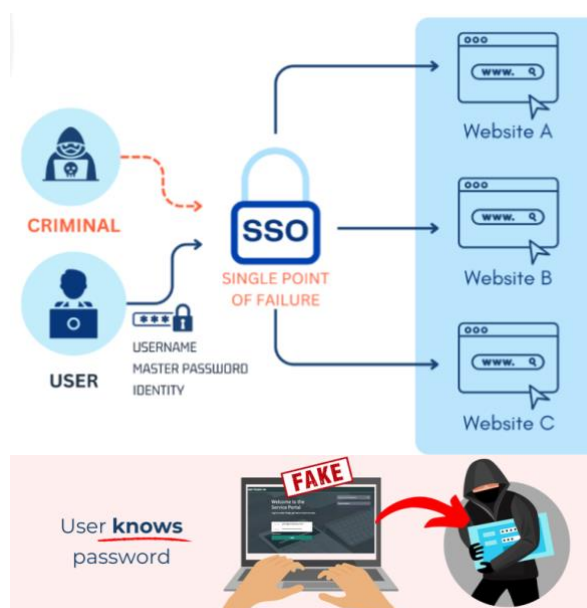 www.
Website A
CRIMINAL
SSO
SINGLE POINT
OF FAILURE
www.
Website B
USERNAME
MASTER PASSWORD
IDENTITY
USER
www.
Website C
FAKE
Welcome to the
Service Portal
User knows
password